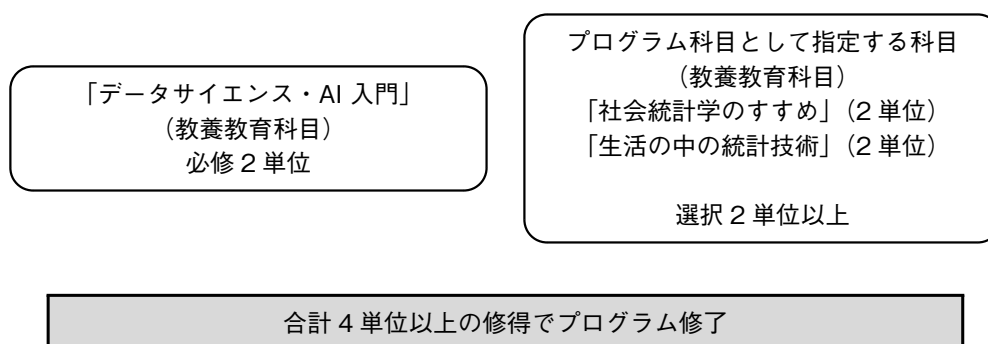 「データサイエンス・AI 入門」
（教養教育科目）
必修 2 単位
プログラム科目として指定する科目
（教養教育科目）
「社会統計学のすすめ」（2 単位）
「生活の中の統計技術」（2 単位）
選択 2 単位以上
合計 4 単位以上の修得でプログラム修了